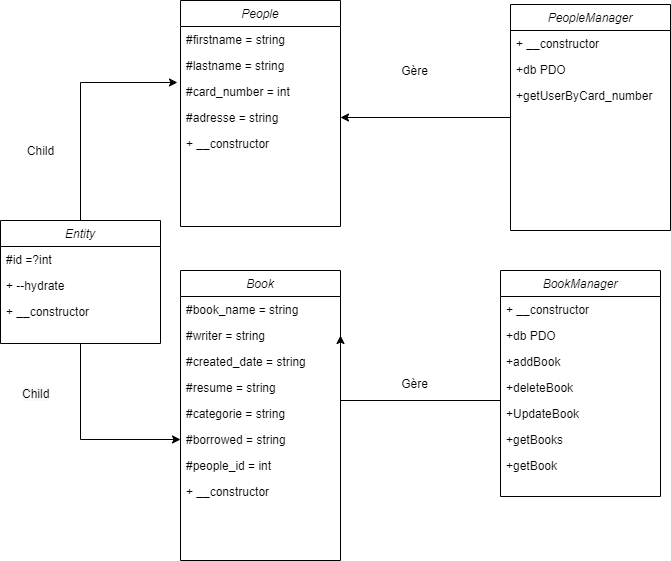 People
#firstname = string
#lastname = string
#card_number = int
#adresse = string
+ __constructor
Gère
PeopleManager
+ __constructor
+db PDO
+getUserByCard_number
Child
Entity
#id =?int
+ --hydrate
+ __constructor
Child
Book
#book_name = string
#writer = string
#created_date = string
#resume = string
#categorie = string
#borrowed = string
#people_id = int
+ __constructor
Gère
BookManager
+ __constructor
+db PDO
+addBook
+deleteBook
+UpdateBook
+getBooks
+getBook